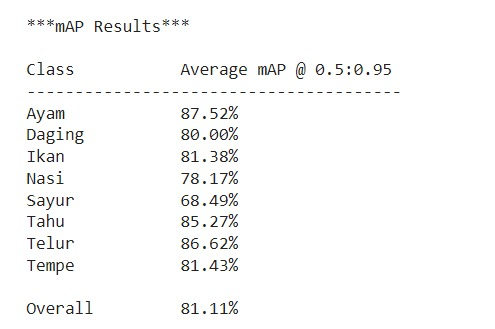 ***mAP Results***
Class Average mAP @ 0.5:0.95
---------------------------------------
Ayam 87.52%
Daging 80.00%
Ikan 81.38%
Nasi 78.17%
Sayur 68.49%
Tahu 85.27%
Telur 86.62%
Tempe 81.43%
Overall 81.11%